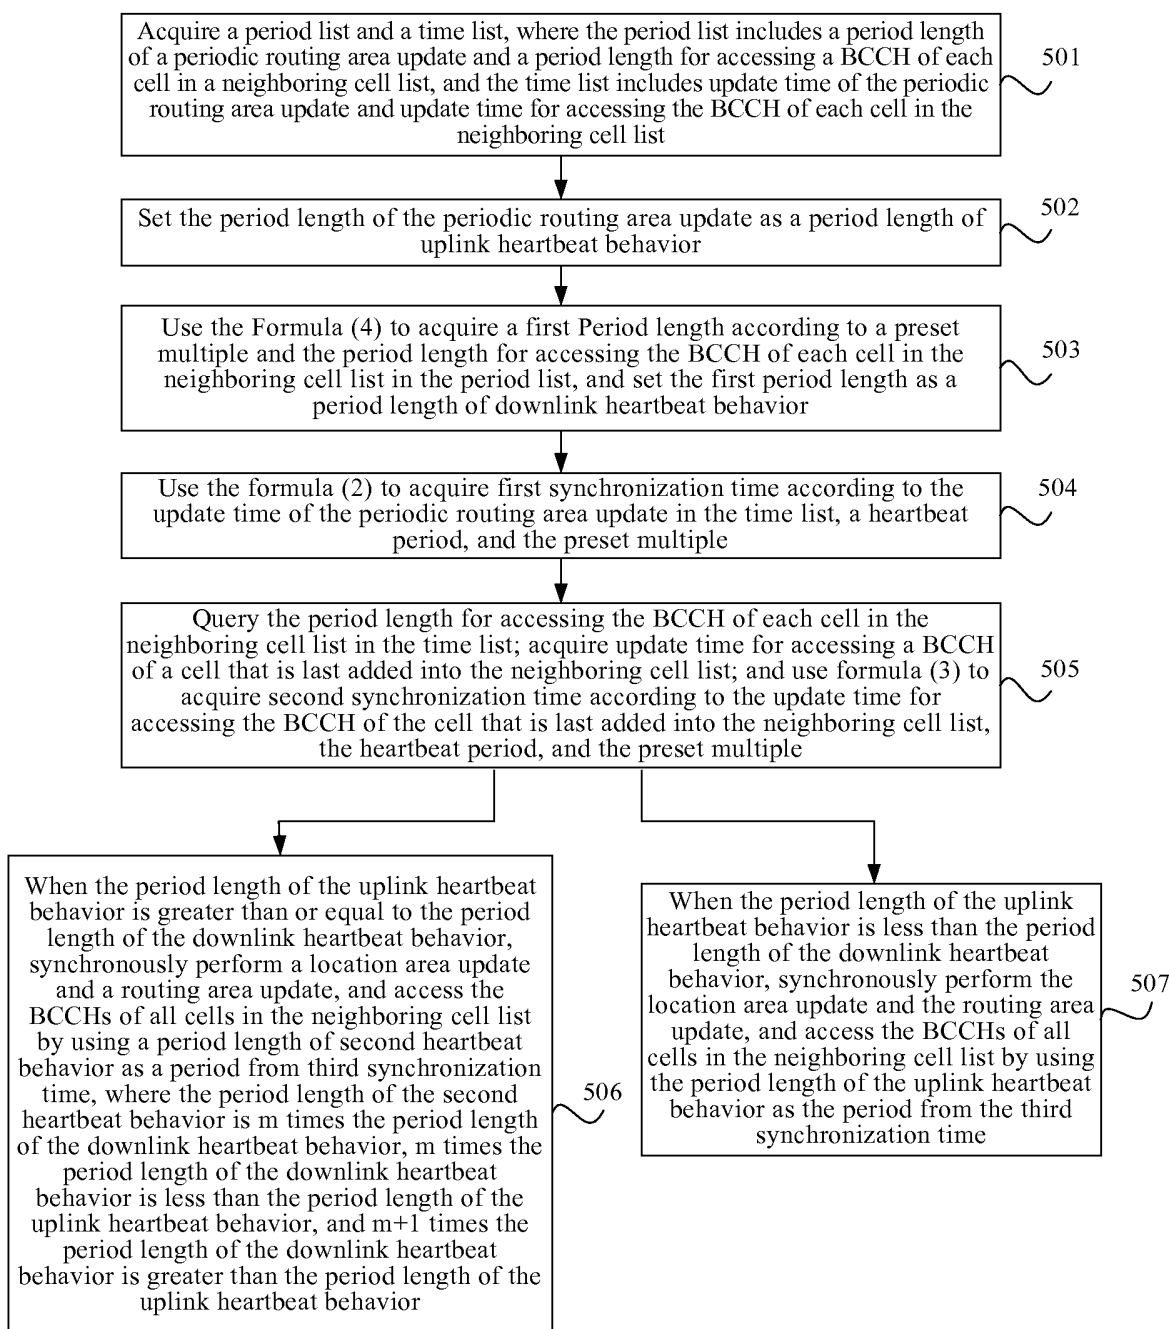 Acquire a period list and a time list, where the period list includes a period length
of a periodic routing area update and a period length for accessing a BCCH of each
cell in a neighboring cell list, and the time list includes update time of the periodic
routing area update and update time for accessing the BCCH of each cell in the
neighboring cell list
501
Set the period length of the periodic routing area update as a period length of
uplink heartbeat behavior
502
Use the Formula (4) to acquire a first Period length according to a preset
multiple and the period length for accessing the BCCH of each cell in the
neighboring cell list in the period list, and set the first period length as a
period length of downlink heartbeat behavior
503
Use the formula (2) to acquire first synchronization time according to the
update time of the periodic routing area update in the time list, a heartbeat
period, and the preset multiple
504
Query the period length for accessing the BCCH of each cell in the
neighboring cell list in the time list; acquire update time for accessing a BCCH
of a cell that is last added into the neighboring cell list; and use formula (3) to
acquire second synchronization time according to the update time for
accessing the BCCH of the cell that is last added into the neighboring cell list,
the heartbeat period, and the preset multiple
505
When the period length of the uplink heartbeat
behavior is greater than or equal to the period
length of the downlink heartbeat behavior,
synchronously perform a location area update
and a routing area update, and access the
BCCHs of all cells in the neighboring cell list
by using a period length of second heartbeat
behavior as a period from third synchronization
time, where the period length of the second
heartbeat behavior is m times the period length
of the downlink heartbeat behavior, m times the
period length of the downlink heartbeat
behavior is less than the period length of the
uplink heartbeat behavior, and m+1 times the
period length of the downlink heartbeat
behavior is greater than the period length of the
uplink heartbeat behavior
506
When the period length of the uplink
heartbeat behavior is less than the period
length of the downlink heartbeat
behavior, synchronously perform the
location area update and the routing area
update, and access the BCCHs of all
cells in the neighboring cell list by using
the period length of the uplink heartbeat
behavior as the period from the third
synchronization time
507